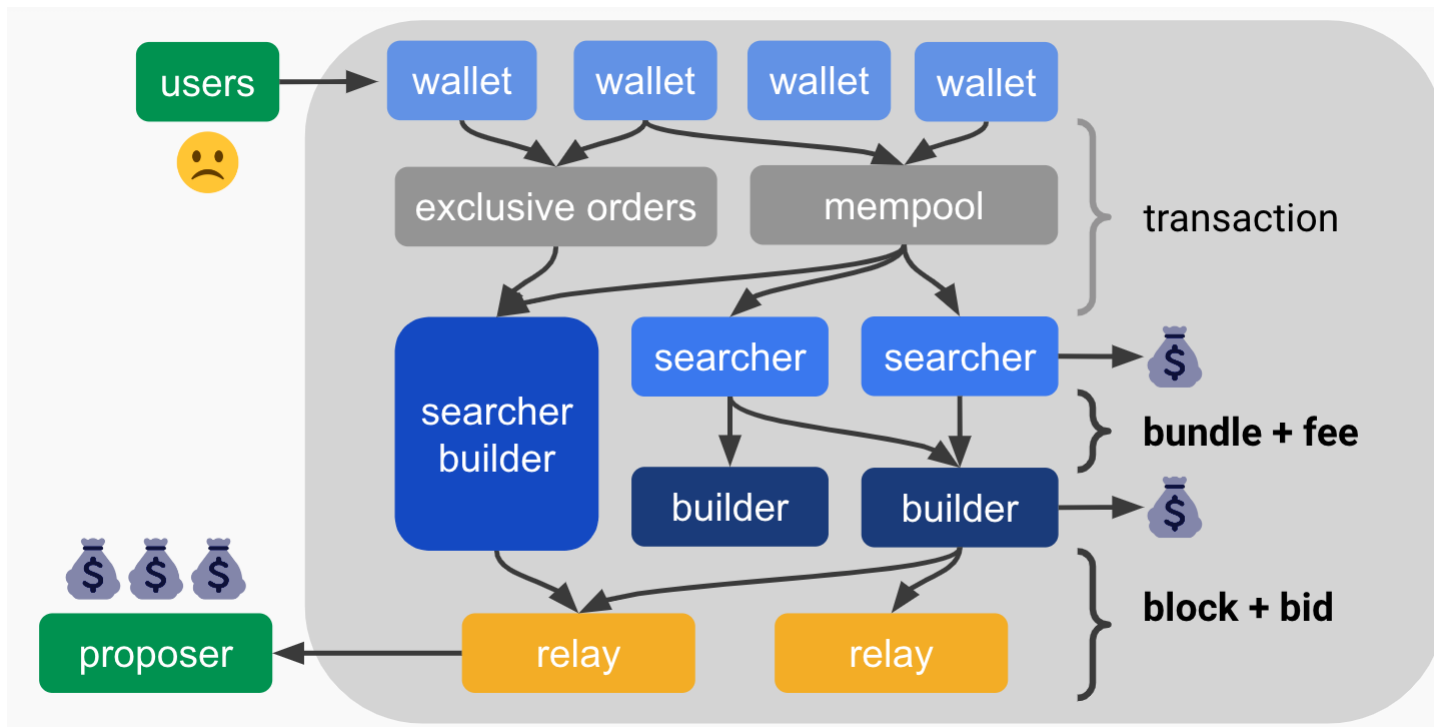 users
wallet
wallet
wallet
wallet
exclusive orders
mempool
transaction
searcher
builder
searcher
searcher
$
bundle + fee
builder
builder
$
$ $ $
block + bid
proposer
relay
relay